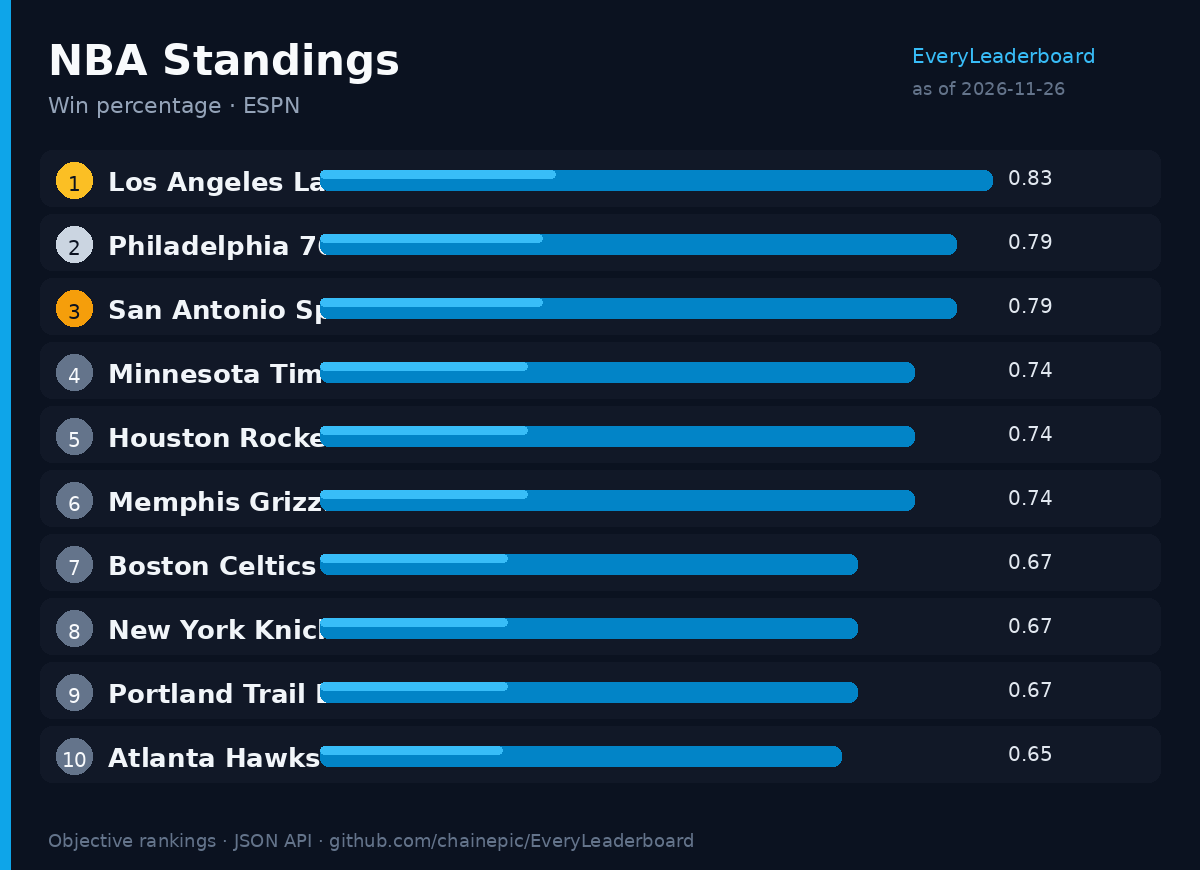 NBA Standings
Win percentage · ESPN
EveryLeaderboard
as of 2026-11-26
1 Los Angeles La 0.83
2 Philadelphia 7 0.79
3 San Antonio Sp 0.79
4 Minnesota Tim 0.74
5 Houston Rocke 0.74
6 Memphis Grizz 0.74
7 Boston Celtics 0.67
8 New York Knic 0.67
9 Portland Trail 0.67
10 Atlanta Hawks 0.65
Objective rankings · JSON API · github.com/chainepic/EveryLeaderboard